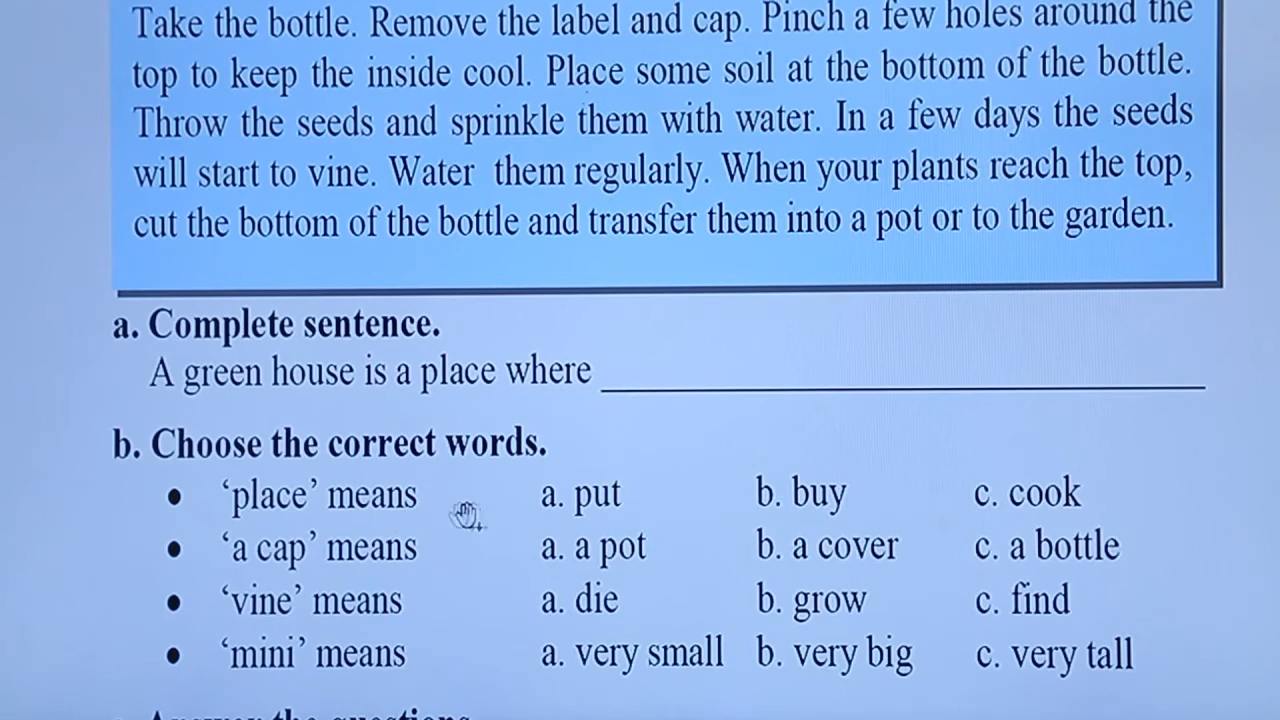 Take the bottle. Remove the label and cap. Pinch a few holes around the
top to keep the inside cool. Place some soil at the bottom of the bottle.
Throw the seeds and sprinkle them with water. In a few days the seeds
will start to vine. Water them regularly. When your plants reach the top,
cut the bottom of the bottle and transfer them into a pot or to the garden.
a. Complete sentence.
A green house is a place where
b. Choose the correct words.
• ‘place’ means a. put b. buy c. cook
• ‘a cap’ means a. a pot b. a cover c. a bottle
• ‘vine’ means a. die b. grow c. find
• ‘mini’ means a. very small b. very big c. very tall
Answer the questions